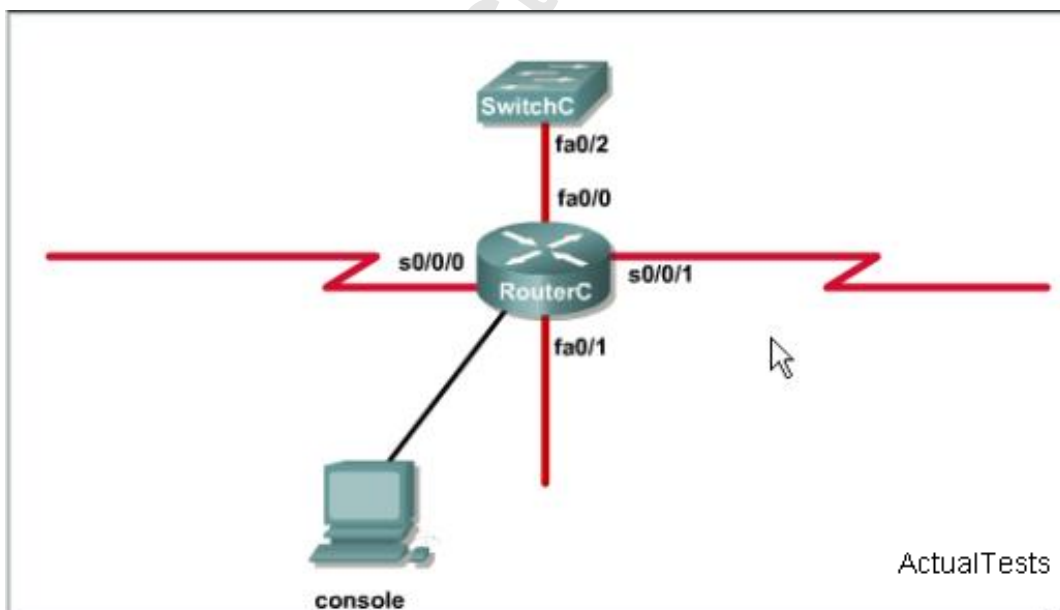 SwitchC
fa0/2
fa0/0
s0/0/0
s0/0/1
RouterC
fa0/1
ActualTests
console